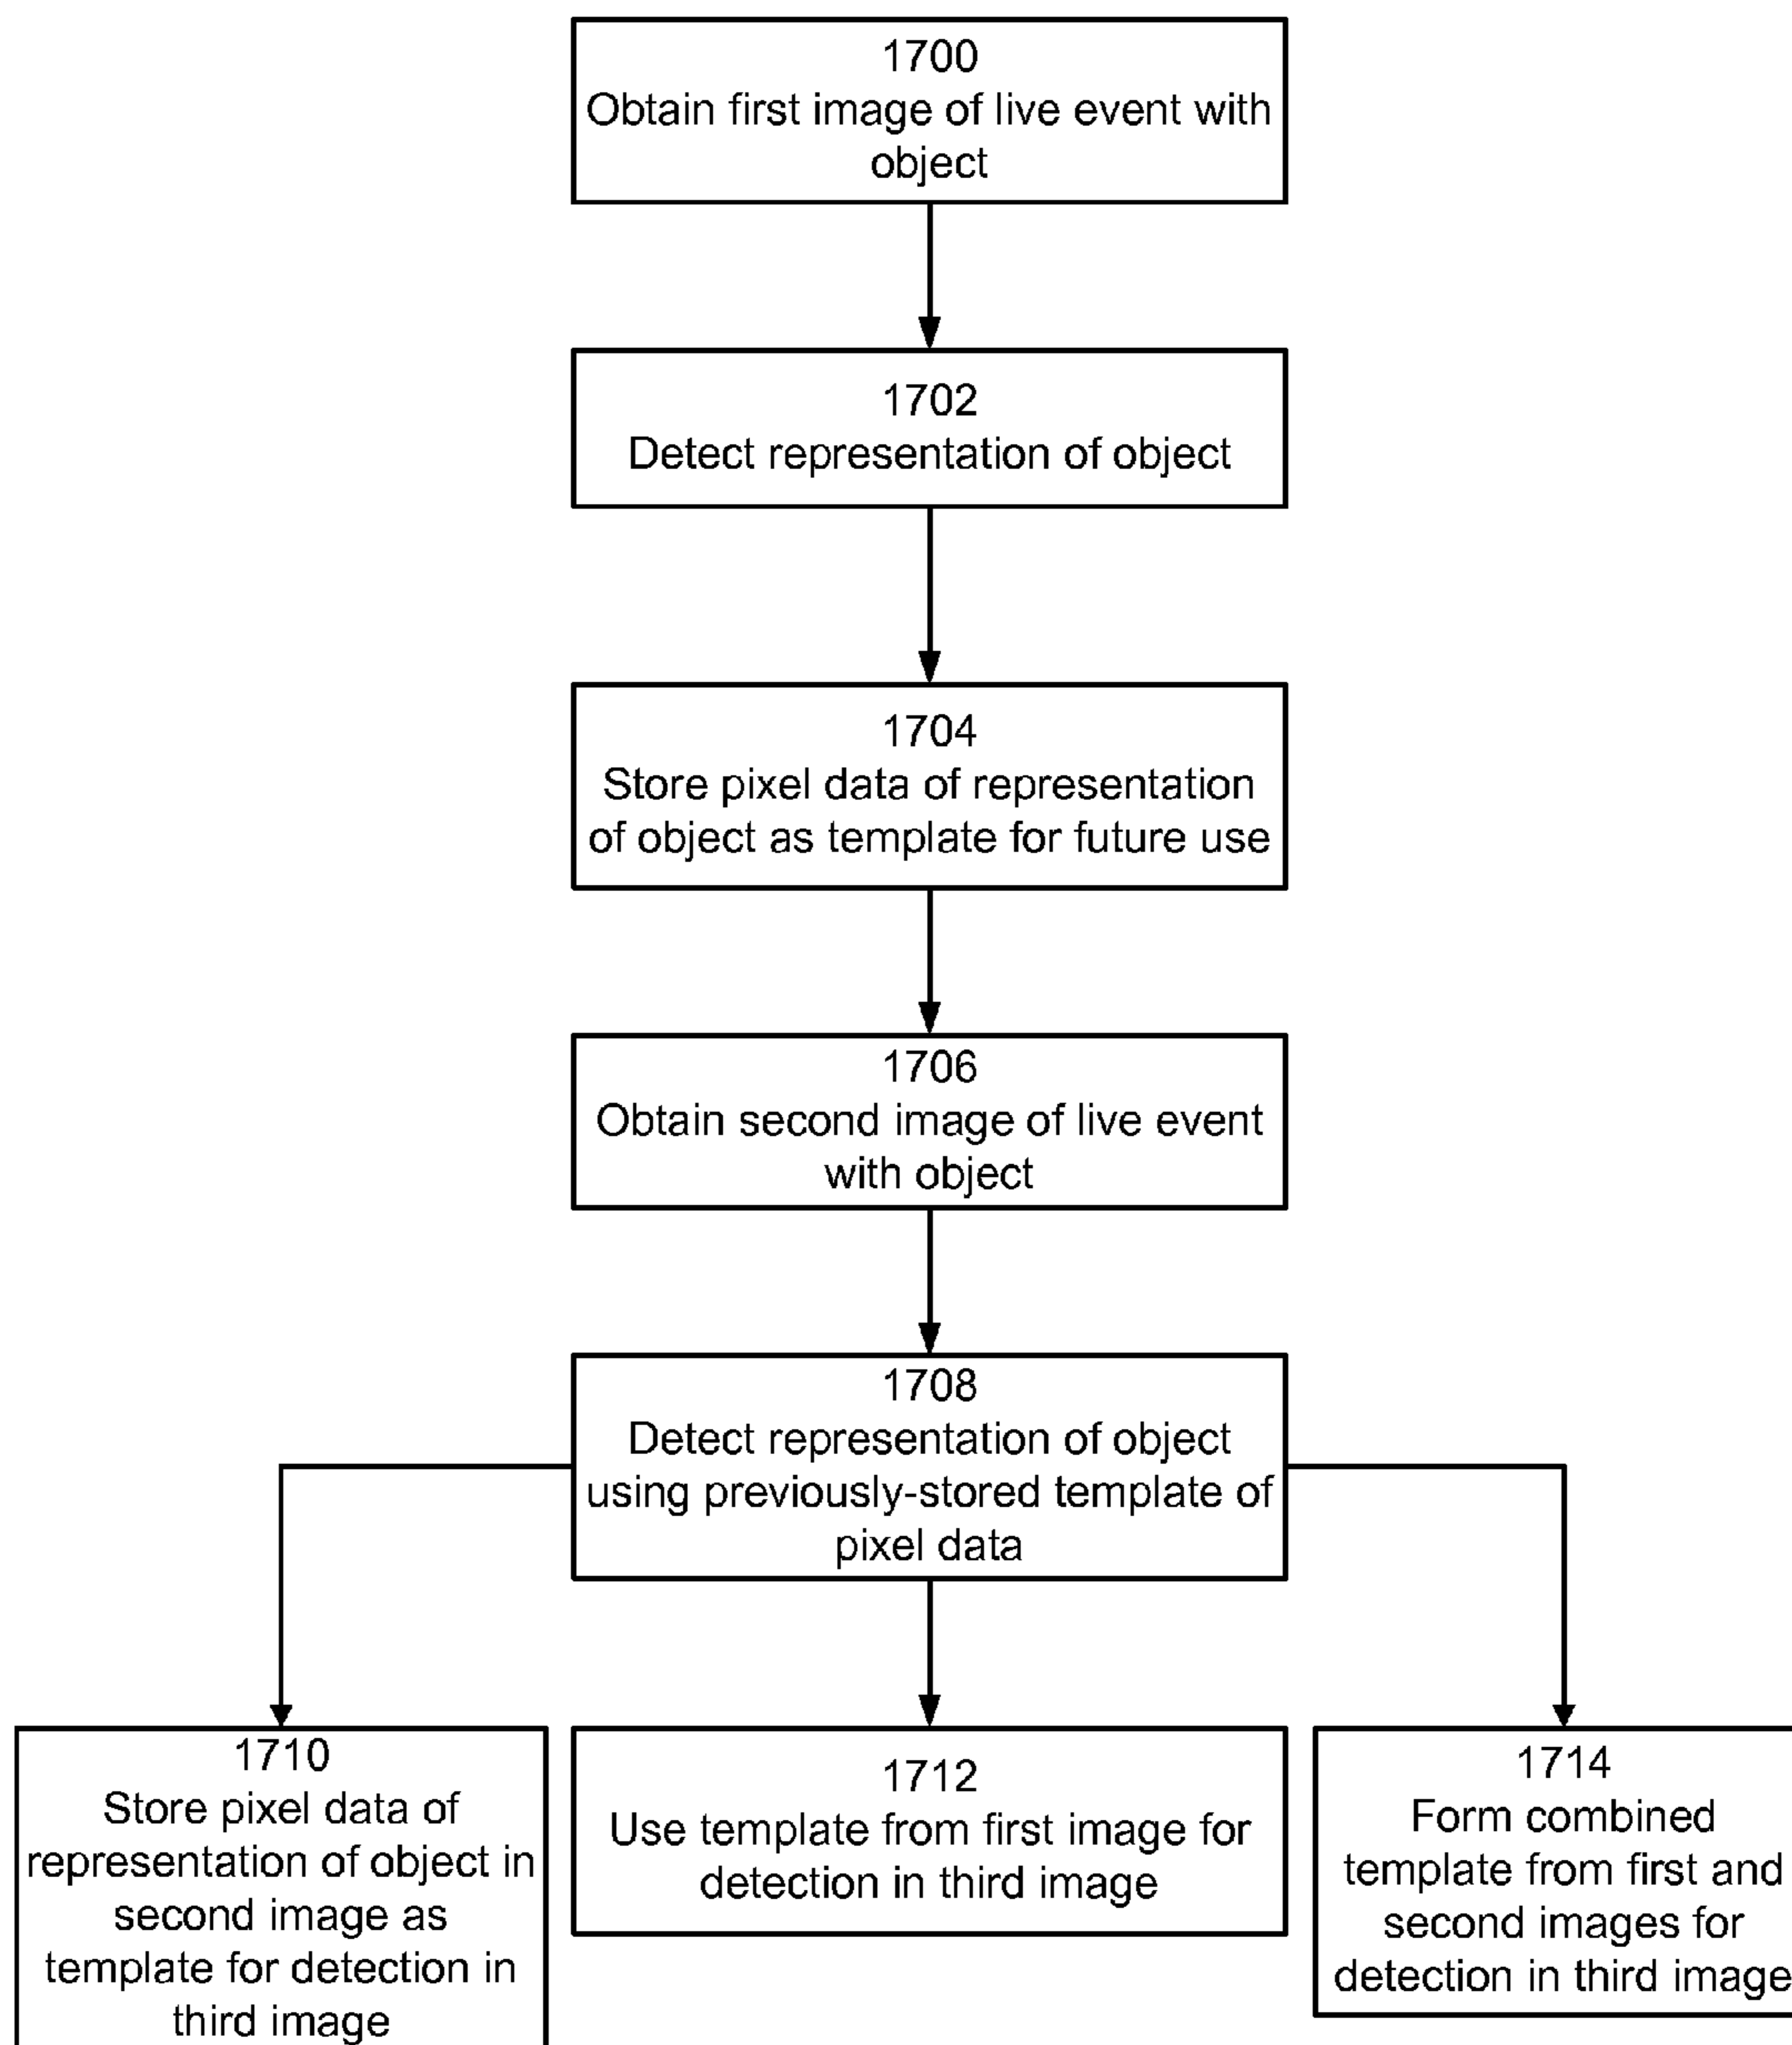 1700
Obtain first image of live event with
object
1702
Detect representation of object
1704
Store pixel data of representation
of object as template for future use
1706
Obtain second image of live event
with object
1708
Detect representation of object
using previously-stored template of
pixel data
1710
Store pixel data of
representation of object in
second image as
template for detection in
third image
1712
Use template from first image for
detection in third image
1714
Form combined
template from first and
second images for
detection in third image